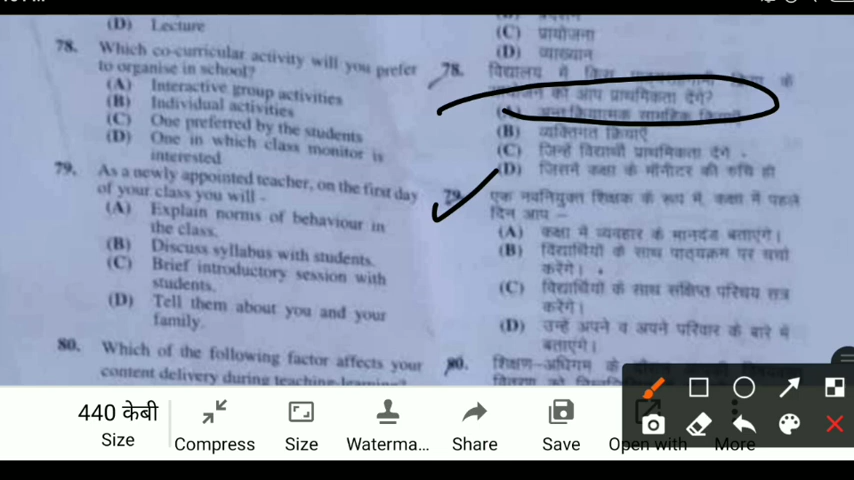 (D) Lecture
78. Which co-curricular activity will you prefer
to organise in school?
(A) Interactive group activities
(B) Individual activities
(C) One preferred by the students
(D) One in which class monitor is
interested
79. As a newly appointed teacher, on the first day
of your class you will -
(A) Explain norms of behaviour in
the class.
(B) Discuss syllabus with students.
(C) Brief introductory session with
students.
(D) Tell them about you and your
family.
80. Which of the following factor affects your
content delivery during teaching-learning?
(C) प्रायोजना
(D) व्याख्यान
78. विद्यालय में किस पाठ्यसहगामी क्रिया के
आयोजन को आप प्राथमिकता देंगे?
(A) अन्तःक्रियात्मक सामूहिक क्रियाएँ
(B) व्यक्तिगत क्रियाएँ
(C) जिन्हें विद्यार्थी प्राथमिकता देंगे
(D) जिसमें कक्षा के मॉनीटर की रुचि हो
79. एक नवनियुक्त शिक्षक के रूप में, कक्षा में पहले
दिन आप –
(A) कक्षा में व्यवहार के मानदंड बताएंगे।
(B) विद्यार्थियों के साथ पाठ्यक्रम पर चर्चा
करेंगे।
(C) विद्यार्थियों के साथ संक्षिप्त परिचय सत्र
करेंगे।
(D) उन्हें अपने व अपने परिवार के बारे में
बताएंगे।
80. शिक्षण-अधिगम के
440 केबी
Size
Compress
Size
Waterma...
Share
Save
Open with
More